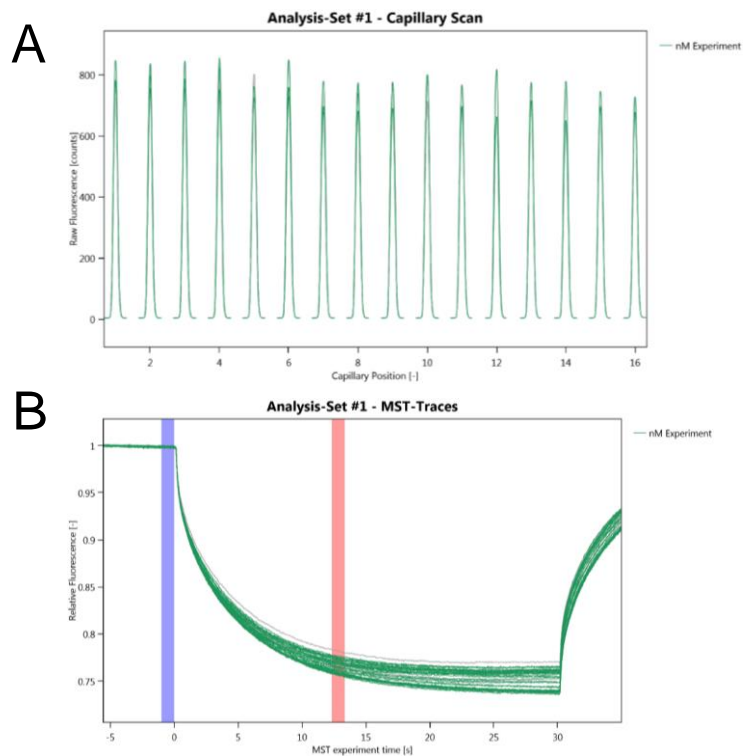 A
Analysis-Set #1 - Capillary Scan
nM Experiment
Raw Fluorescence [counts]
800
600
400
200
0
2 4 6 8 10 12 14 16
Capillary Position [-]
B
Analysis-Set #1 - MST-Traces
nM Experiment
Relative Fluorescence [-]
1
0.95
0.9
0.85
0.8
0.75
-5 0 5 10 15 20 25 30
MST experiment time [s]